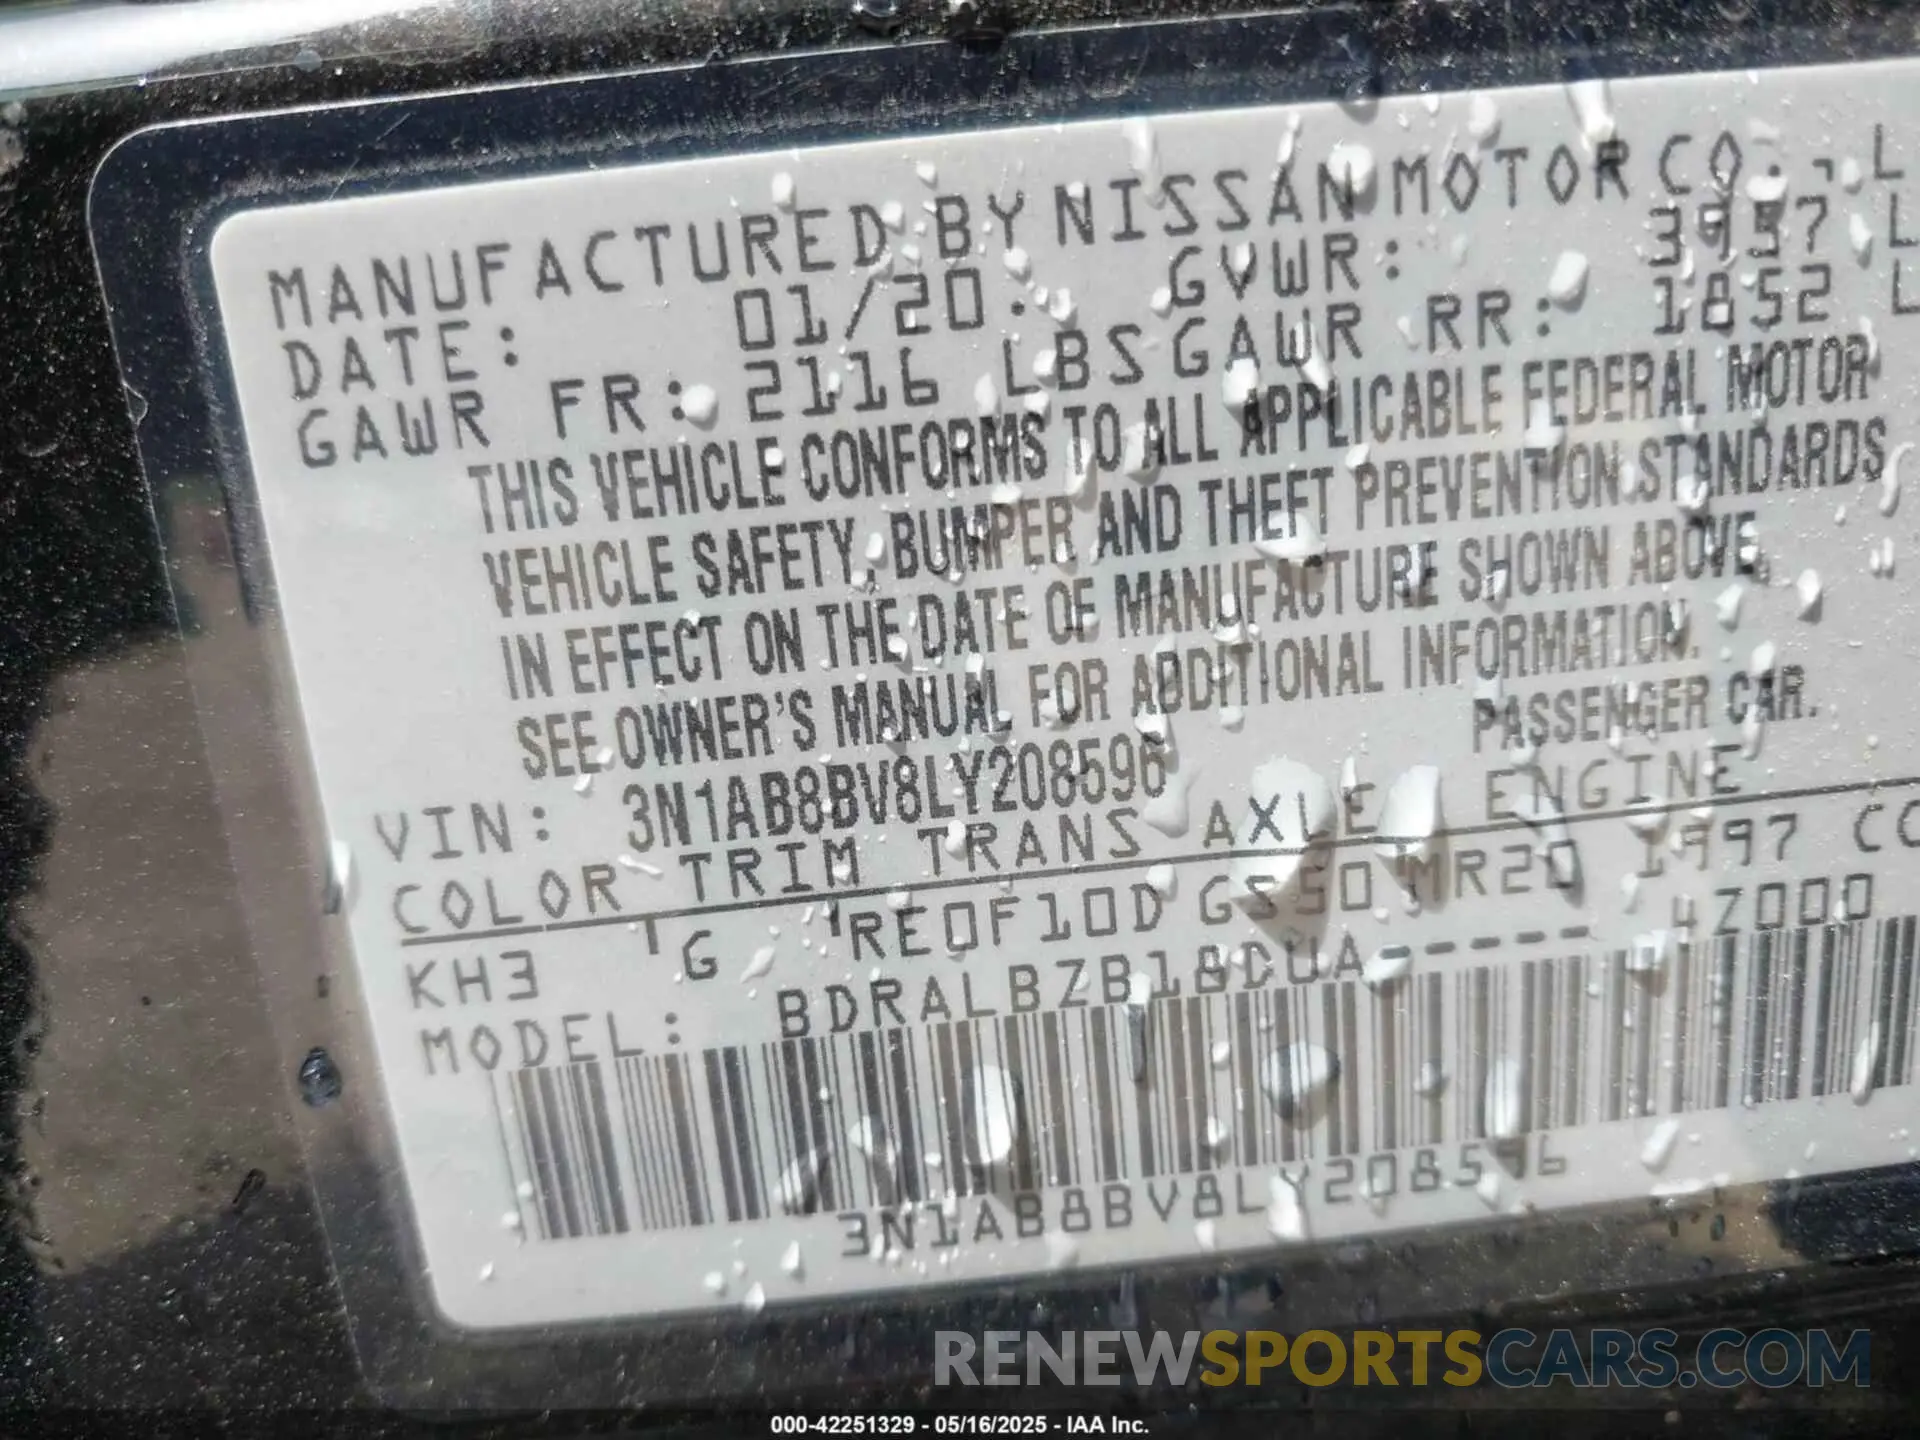 MANUFACTURED BY NISSAN MOTOR CO., L
DATE: 01/20 GVWR: 3957 L
GAWR FR: 2116 LBS GAWR RR: 1852 L
THIS VEHICLE CONFORMS TO ALL APPLICABLE FEDERAL MOTOR
VEHICLE SAFETY, BUMPER AND THEFT PREVENTION STANDARDS
IN EFFECT ON THE DATE OF MANUFACTURE SHOWN ABOVE.
SEE OWNER'S MANUAL FOR ADDITIONAL INFORMATION.
PASSENGER CAR.
VIN: 3N1AB8BV8LY208596
COLOR TRIM TRANS AXLE ENGINE
KH3 G RE0F10D GS50 MR20 1997 CC
MODEL: BDRALBZB18DUA----- 4Z000
3N1AB8BV8LY208596
RENEWSPORTSCARS.COM
000-42251329 - 05/16/2025 - IAA Inc.